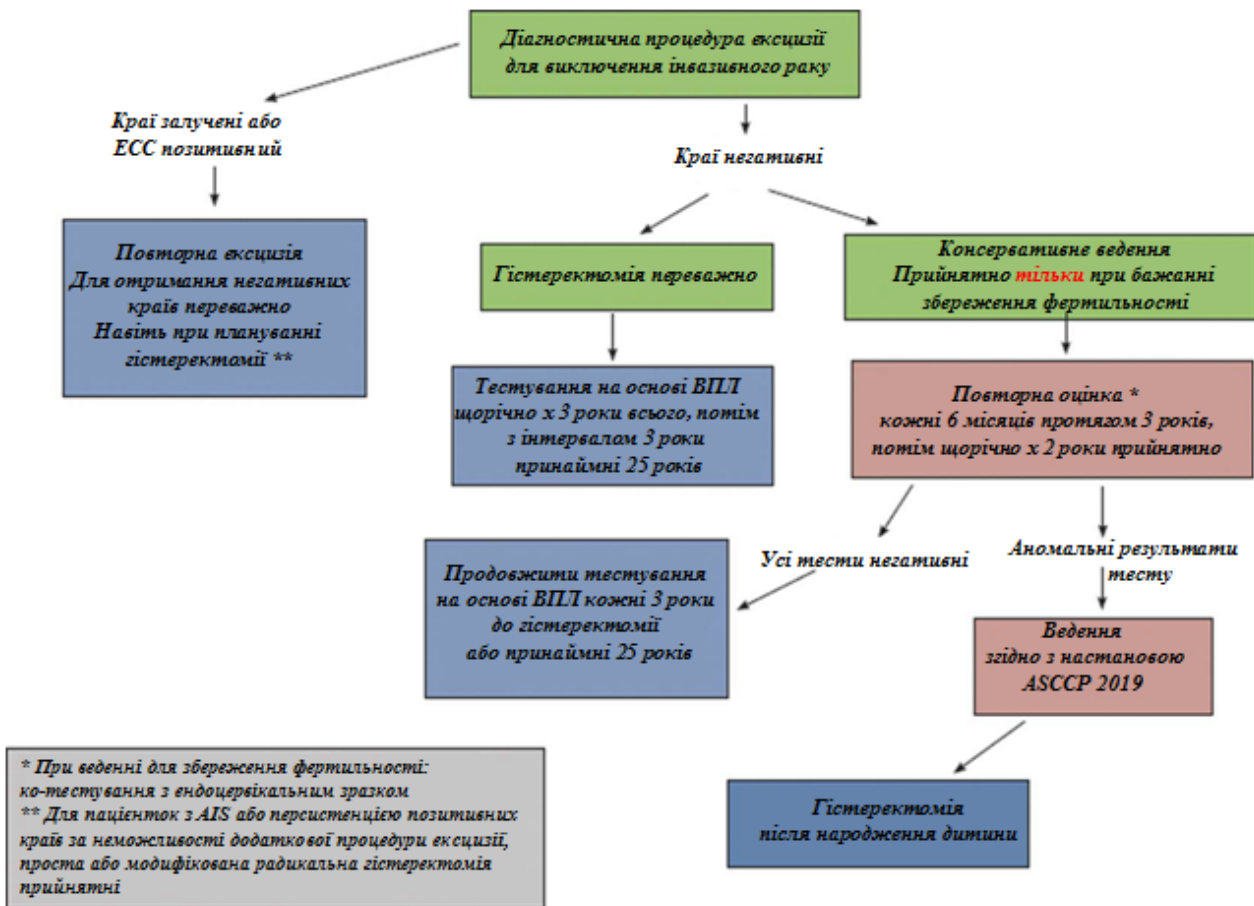 Діагностична процедура ексцизії
для виключення інвазивного раку
Краї залучені або
ЕСС позитивний
Краї негативні
Повторна ексцизія
Для отримання негативних
країв переважно
Навіть при плануванні
гістеректомії **
Гістеректомія переважно
Консервативне ведення
Прийнятно тільки при бажанні
збереження фертильності
Тестування на основі ВПЛ
щорічно х 3 роки всього, потім
з інтервалом 3 роки
принаймні 25 років
Повторна оцінка *
кожні 6 місяців протягом 3 років,
потім щорічно х 2 роки прийнятно
Усі тести негативні
Аномальні результати
тесту
Продовжити тестування
на основі ВПЛ кожні 3 роки
до гістеректомії
або принаймні 25 років
Ведення
згідно з настановою
ASCCP 2019
Гістеректомія
після народження дитини
* При веденні для збереження фертильності:
ко-тестування з ендоцервікальним зразком
** Для пацієнток з AIS або персистенцією позитивних
країв за неможливості додаткової процедури ексцизії,
проста або модифікована радикальна гістеректомія
прийнятні